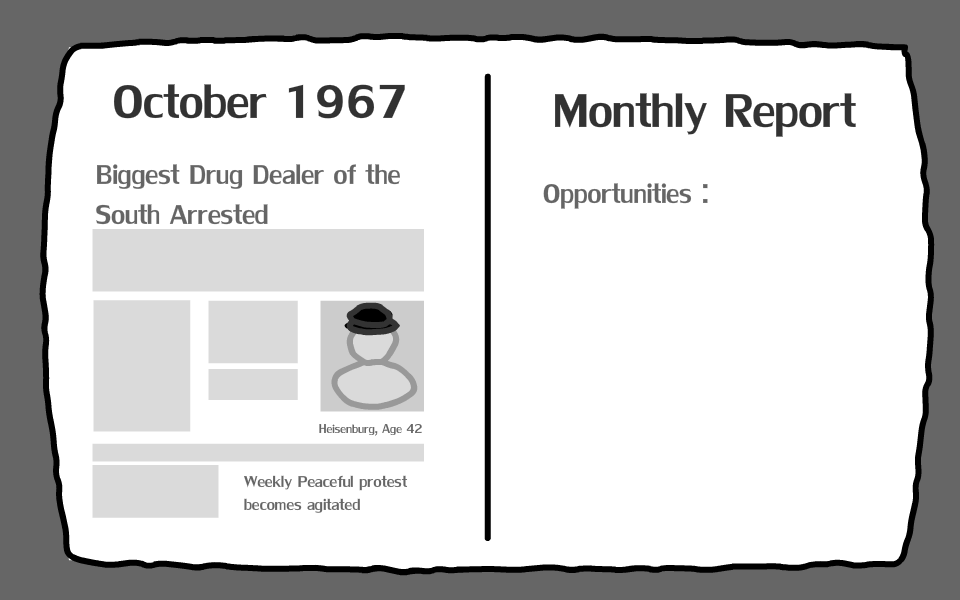 October 1967
Biggest Drug Dealer of the
South Arrested
Heisenburg, Age 42
Weekly Peaceful protest
becomes agitated
Monthly Report
Opportunities :